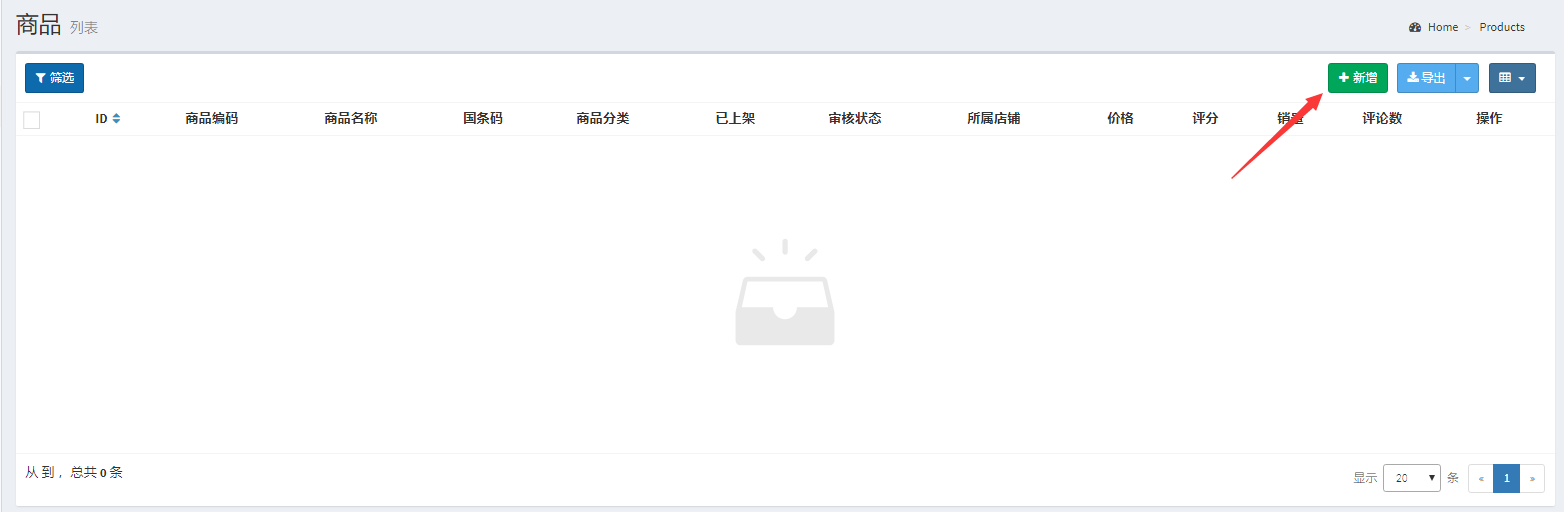 商品 列表
Home > Products
筛选
新增 导出
ID 商品编码 商品名称 国条码 商品分类 已上架 审核状态 所属店铺 价格 评分 销量 评论数 操作
从 到 ，总共 0 条
显示 20 条 « 1 »